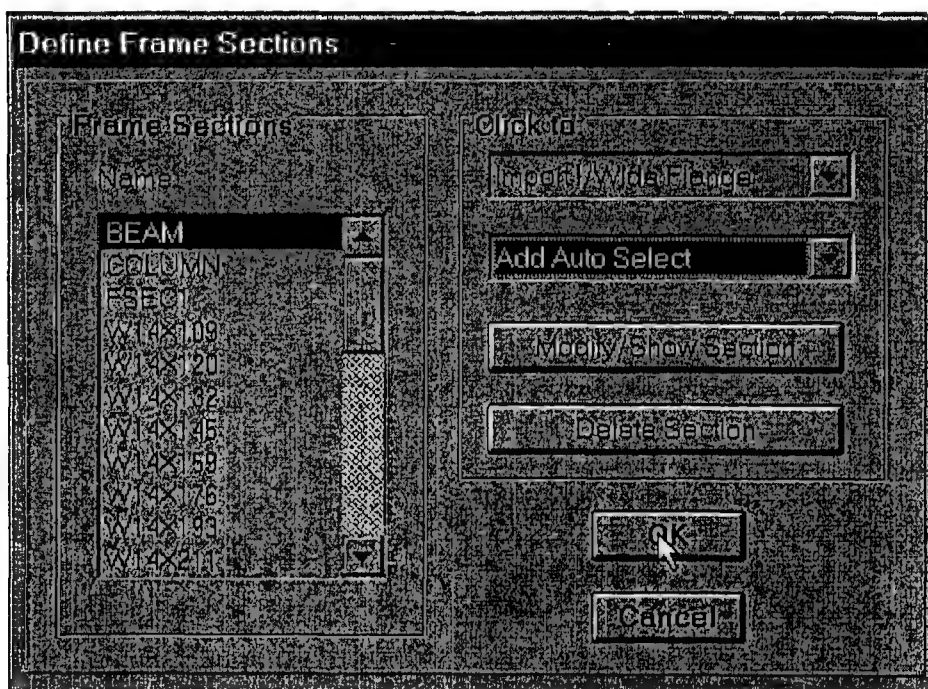 Define Frame Sections
Frame Sections
Name
BEAM
COLUMN
FSECT
W14X109
W14X120
W14X132
W14X145
W14X159
W14X176
W14X193
W14X211
Click to:
Import I/Wide Flange
Add Auto Select
Modify/Show Section
Delete Section
OK
Cancel